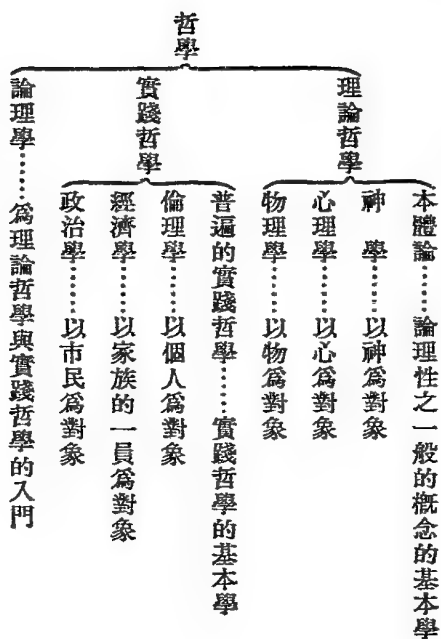 哲學
理論哲學
本體論……論理性之一般的概念的基本學
神　學……以神爲對象
心理學……以心爲對象
物理學……以物爲對象
實踐哲學
普遍的實踐哲學……實踐哲學的基本學
倫理學……以個人爲對象
經濟學……以家族的一員爲對象
政治學……以市民爲對象
論理學……爲理論哲學與實踐哲學的入門